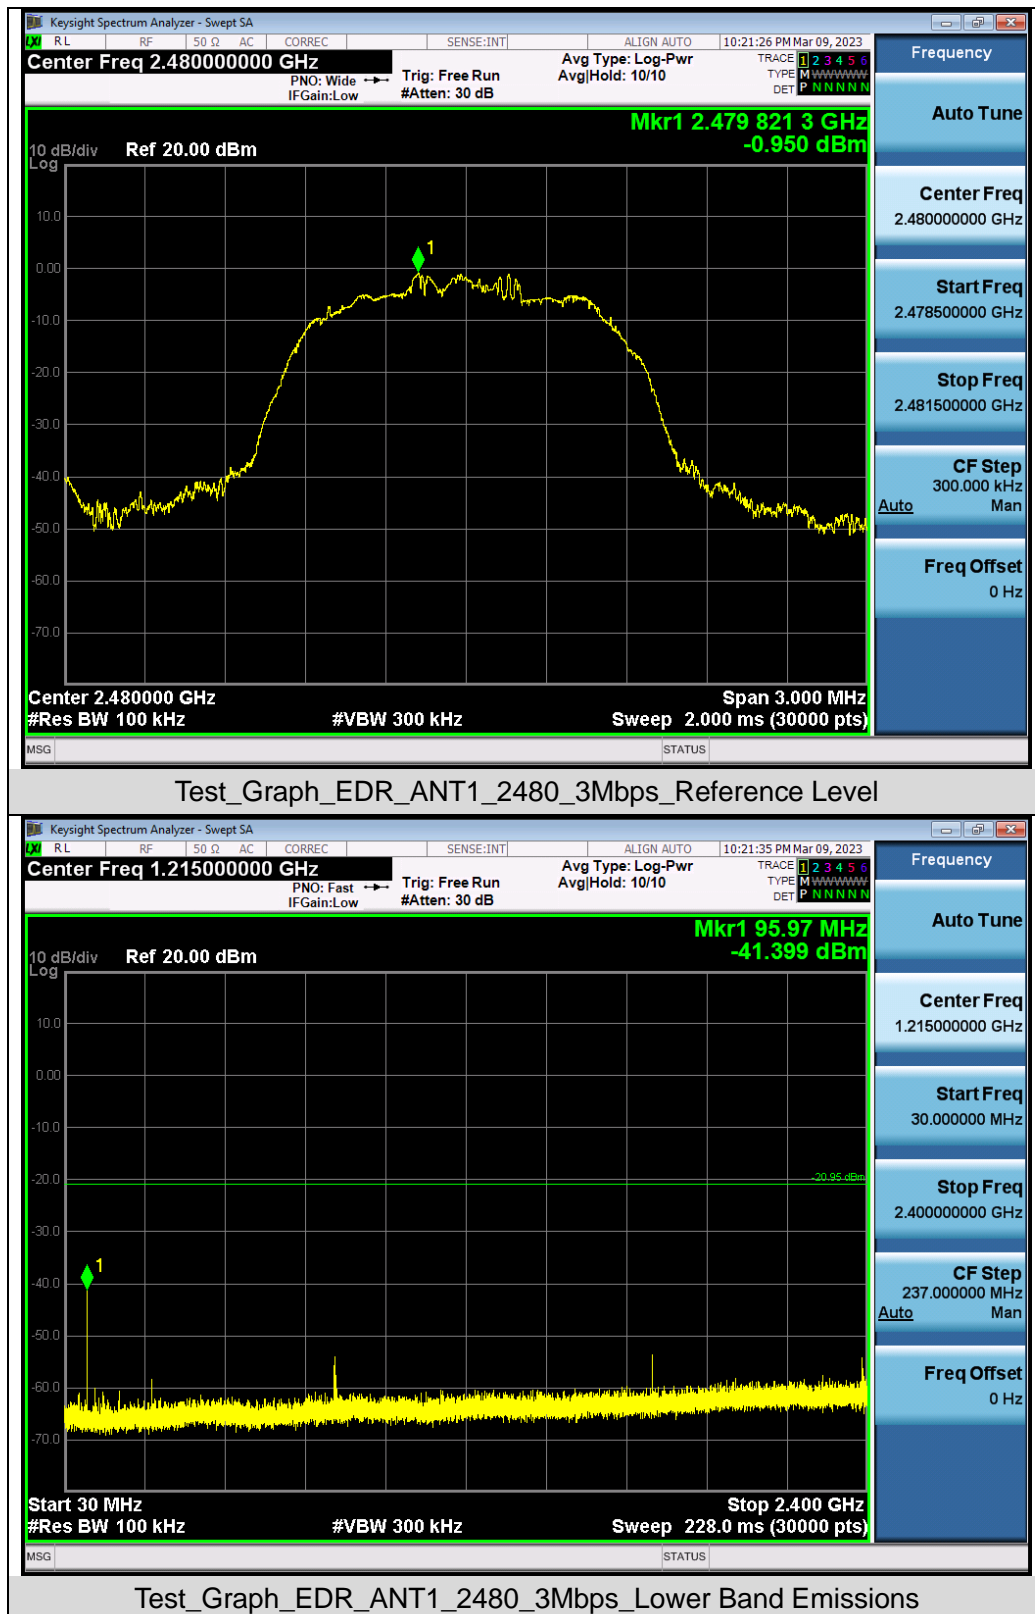 Keysight Spectrum Analyzer - Swept SA
LXI RL RF 50 Ω AC CORREC SENSE:INT ALIGN AUTO 10:21:26 PM Mar 09, 2023
Center Freq 2.480000000 GHz
PNO: Wide
IFGain:Low
Trig: Free Run
#Atten: 30 dB
Avg Type: Log-Pwr
Avg|Hold: 10/10
TRACE 1 2 3 4 5 6
TYPE M WWWWW
DET P N N N N N
Mkr1 2.479 821 3 GHz
-0.950 dBm
10 dB/div Ref 20.00 dBm
Log
10.0
0.00
-10.0
-20.0
-30.0
-40.0
-50.0
-60.0
-70.0
1
Center 2.480000 GHz Span 3.000 MHz
#Res BW 100 kHz #VBW 300 kHz Sweep 2.000 ms (30000 pts)
MSG STATUS
Frequency
Auto Tune
Center Freq
2.480000000 GHz
Start Freq
2.478500000 GHz
Stop Freq
2.481500000 GHz
CF Step
300.000 kHz
Auto Man
Freq Offset
0 Hz
Test_Graph_EDR_ANT1_2480_3Mbps_Reference Level
Keysight Spectrum Analyzer - Swept SA
LXI RL RF 50 Ω AC CORREC SENSE:INT ALIGN AUTO 10:21:35 PM Mar 09, 2023
Center Freq 1.215000000 GHz
PNO: Fast
IFGain:Low
Trig: Free Run
#Atten: 30 dB
Avg Type: Log-Pwr
Avg|Hold: 10/10
TRACE 1 2 3 4 5 6
TYPE M WWWWW
DET P N N N N N
Mkr1 95.97 MHz
-41.399 dBm
10 dB/div Ref 20.00 dBm
Log
10.0
0.00
-10.0
-20.0
-30.0
-40.0
-50.0
-60.0
-70.0
-20.95 dBm
1
Start 30 MHz Stop 2.400 GHz
#Res BW 100 kHz #VBW 300 kHz Sweep 228.0 ms (30000 pts)
MSG STATUS
Frequency
Auto Tune
Center Freq
1.215000000 GHz
Start Freq
30.000000 MHz
Stop Freq
2.400000000 GHz
CF Step
237.000000 MHz
Auto Man
Freq Offset
0 Hz
Test_Graph_EDR_ANT1_2480_3Mbps_Lower Band Emissions